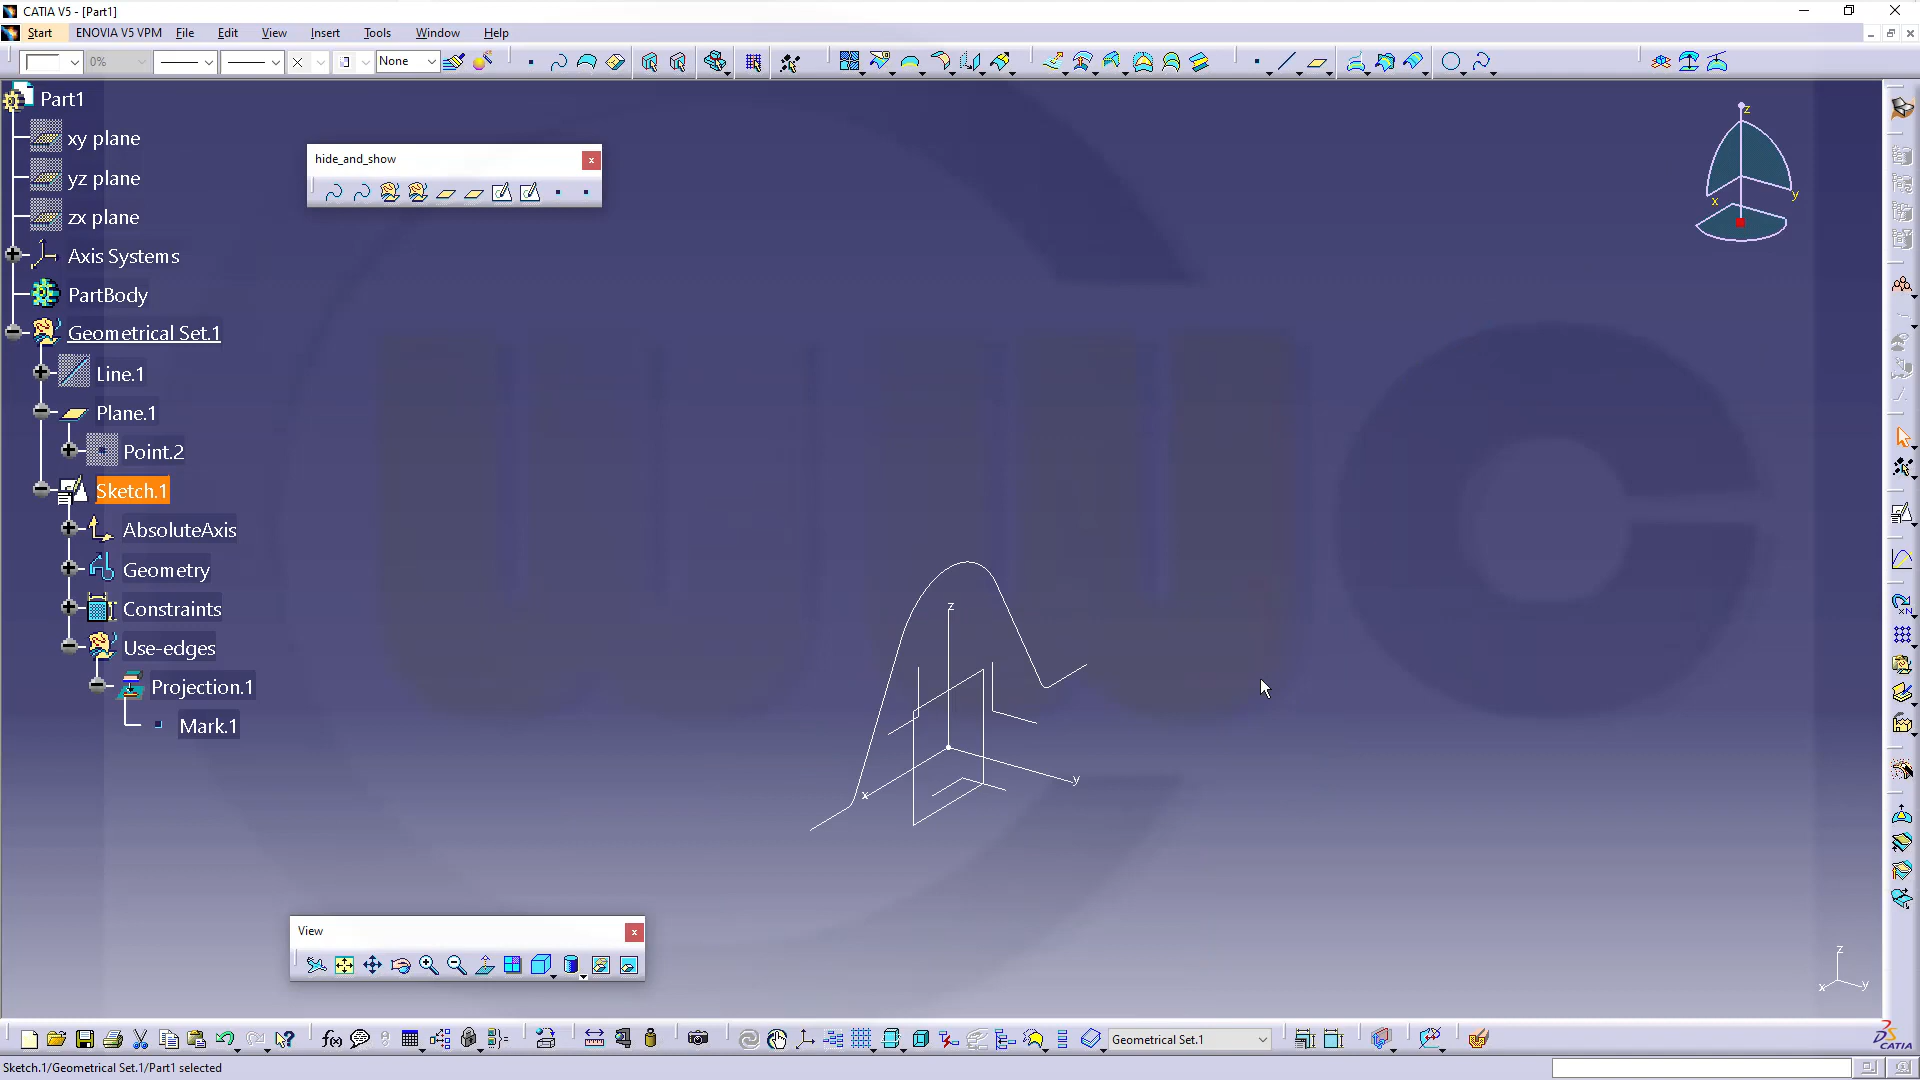 CATIA V5 - [Part1]
Start ENOVIA V5 VPM File Edit View Insert Tools Window Help
0% None
Part1
xy plane
yz plane
zx plane
Axis Systems
PartBody
Geometrical Set.1
Line.1
Plane.1
Point.2
Sketch.1
AbsoluteAxis
Geometry
Constraints
Use-edges
Projection.1
Mark.1
hide_and_show
z
x
y
z
x
y
View
z
x
y
Geometrical Set.1
CATIA
Sketch.1/Geometrical Set.1/Part1 selected